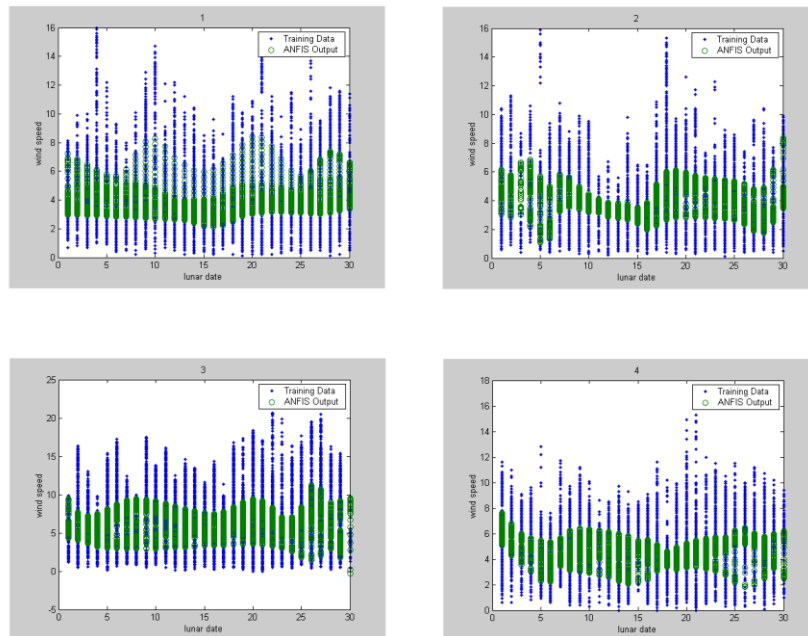 1
16
14
12
10
8
6
4
2
0
wind speed
0 5 10 15 20 25 30
lunar date
Training Data
ANFIS Output
2
16
14
12
10
8
6
4
2
0
wind speed
0 5 10 15 20 25 30
lunar date
Training Data
ANFIS Output
3
25
20
15
10
5
0
-5
wind speed
0 5 10 15 20 25 30
lunar date
Training Data
ANFIS Output
4
18
16
14
12
10
8
6
4
2
0
wind speed
0 5 10 15 20 25 30
lunar date
Training Data
ANFIS Output